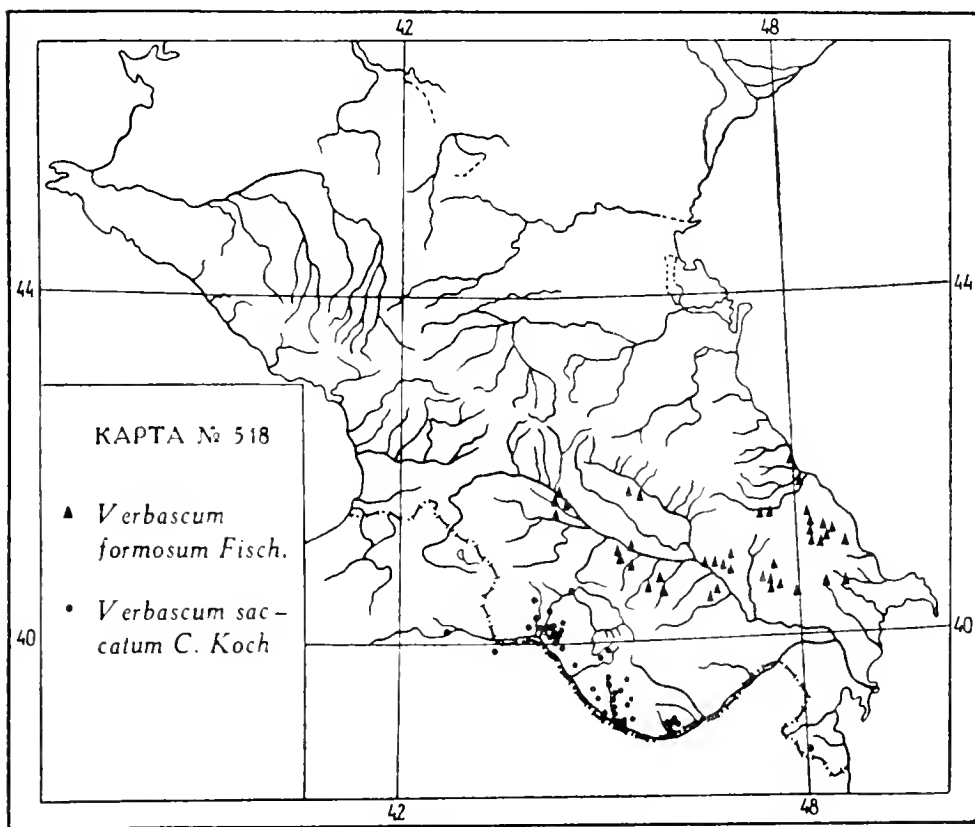 42 48
44 44
КАРТА № 518
Verbascum
formosum Fisch.
Verbascum sac–
catum C. Koch
40 40
42 48